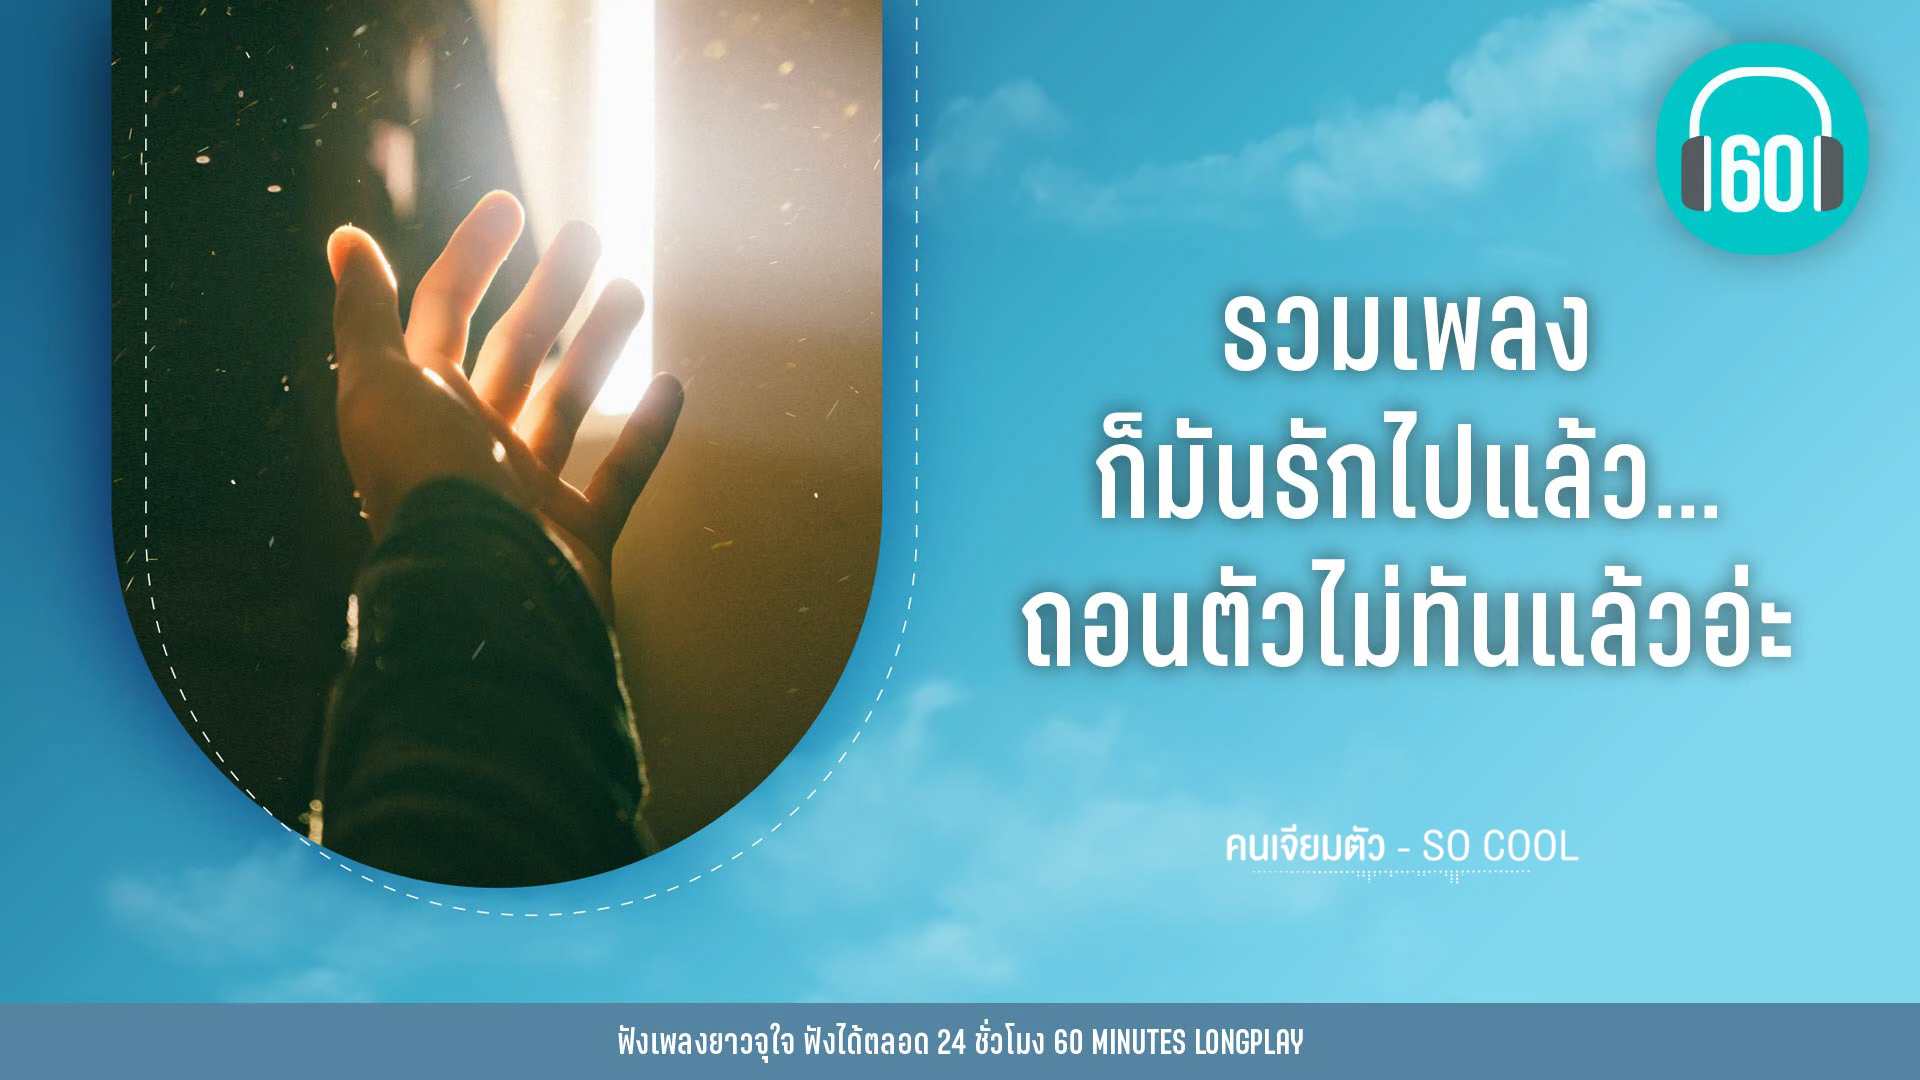 60
รวมเพลง
ก็มันรักไปแล้ว...
ถอนตัวไม่ทันแล้วอ่ะ
คนเจียมตัว - SO COOL
ฟังเพลงยาวจุใจ ฟังได้ตลอด 24 ชั่วโมง 60 MINUTES LONGPLAY